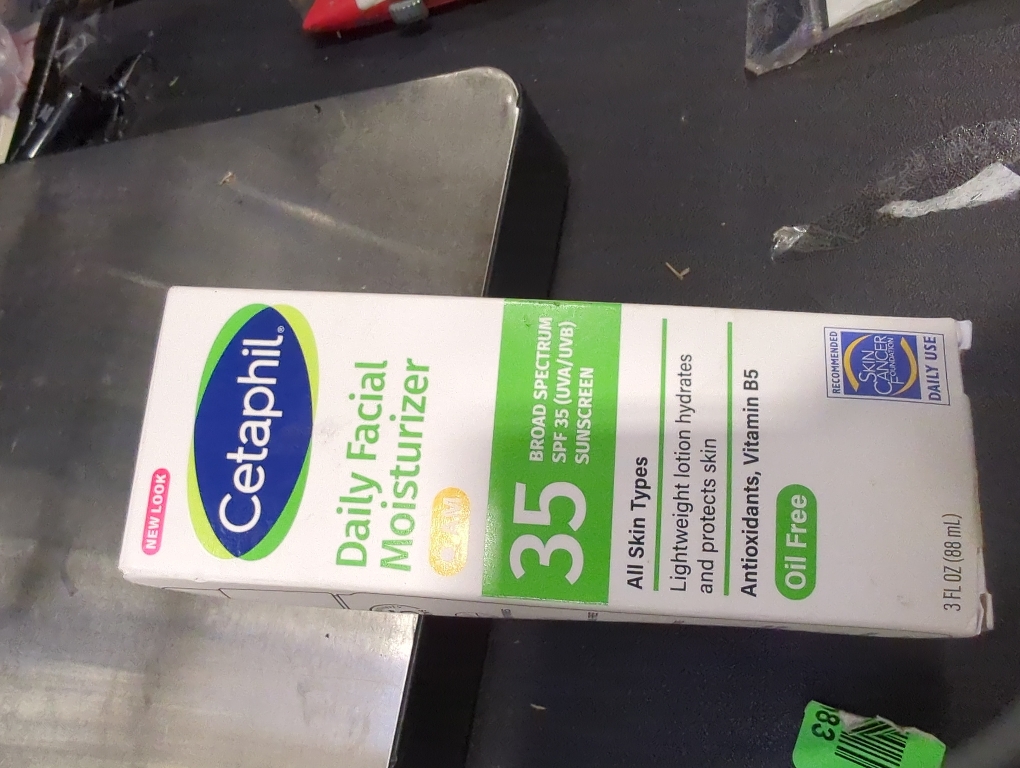 NEW LOOK
Cetaphil®
Daily Facial
Moisturizer
AM
35
BROAD SPECTRUM
SPF 35 (UVA/UVB)
SUNSCREEN
All Skin Types
Lightweight lotion hydrates
and protects skin
Antioxidants, Vitamin B5
Oil Free
RECOMMENDED
SKIN
CANCER
FOUNDATION
DAILY USE
3 FL OZ (88 mL)
83